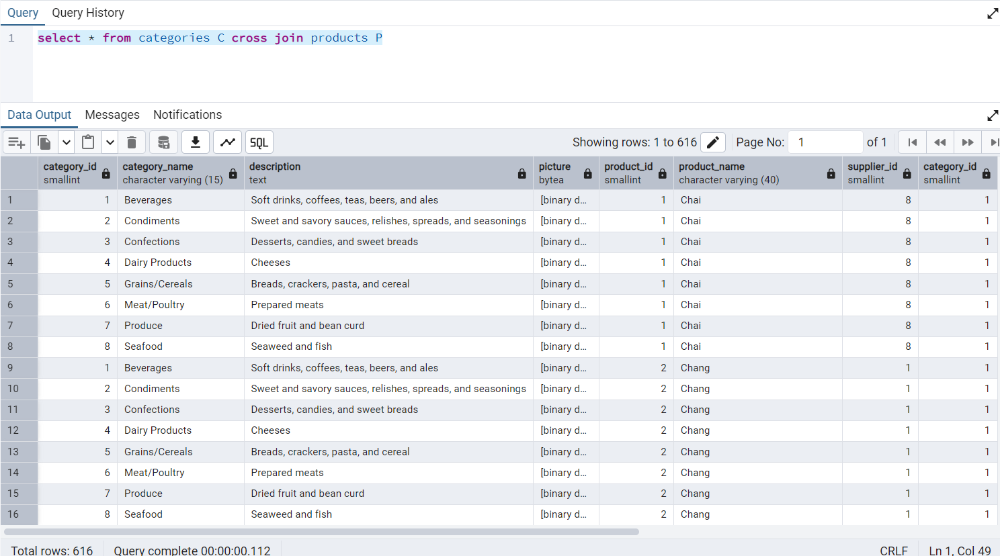 Query Query History
1 select * from categories C cross join products P
Data Output Messages Notifications
SQL Showing rows: 1 to 616 Page No: 1 of 1
category_id category_name description picture product_id product_name supplier_id category_id
smallint character varying (15) text bytea smallint character varying (40) smallint smallint
1 1 Beverages Soft drinks, coffees, teas, beers, and ales [binary d... 1 Chai 8 1
2 2 Condiments Sweet and savory sauces, relishes, spreads, and seasonings [binary d... 1 Chai 8 1
3 3 Confections Desserts, candies, and sweet breads [binary d... 1 Chai 8 1
4 4 Dairy Products Cheeses [binary d... 1 Chai 8 1
5 5 Grains/Cereals Breads, crackers, pasta, and cereal [binary d... 1 Chai 8 1
6 6 Meat/Poultry Prepared meats [binary d... 1 Chai 8 1
7 7 Produce Dried fruit and bean curd [binary d... 1 Chai 8 1
8 8 Seafood Seaweed and fish [binary d... 1 Chai 8 1
9 1 Beverages Soft drinks, coffees, teas, beers, and ales [binary d... 2 Chang 1 1
10 2 Condiments Sweet and savory sauces, relishes, spreads, and seasonings [binary d... 2 Chang 1 1
11 3 Confections Desserts, candies, and sweet breads [binary d... 2 Chang 1 1
12 4 Dairy Products Cheeses [binary d... 2 Chang 1 1
13 5 Grains/Cereals Breads, crackers, pasta, and cereal [binary d... 2 Chang 1 1
14 6 Meat/Poultry Prepared meats [binary d... 2 Chang 1 1
15 7 Produce Dried fruit and bean curd [binary d... 2 Chang 1 1
16 8 Seafood Seaweed and fish [binary d... 2 Chang 1 1
Total rows: 616 Query complete 00:00:00.112 CRLF Ln 1, Col 49